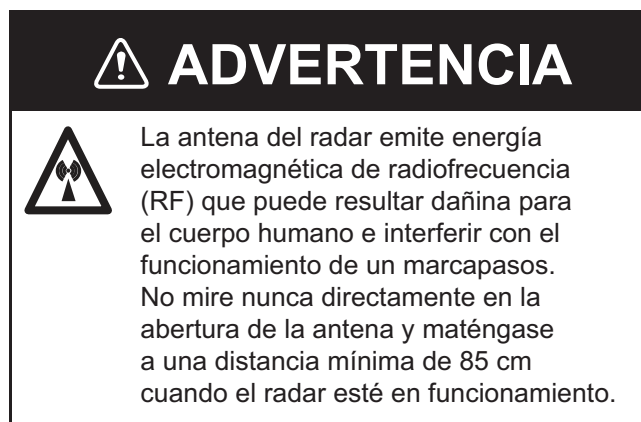 ADVERTENCIA
La antena del radar emite energía
electromagnética de radiofrecuencia
(RF) que puede resultar dañina para
el cuerpo humano e interferir con el
funcionamiento de un marcapasos.
No mire nunca directamente en la
abertura de la antena y maténgase
a una distancia mínima de 85 cm
cuando el radar esté en funcionamiento.